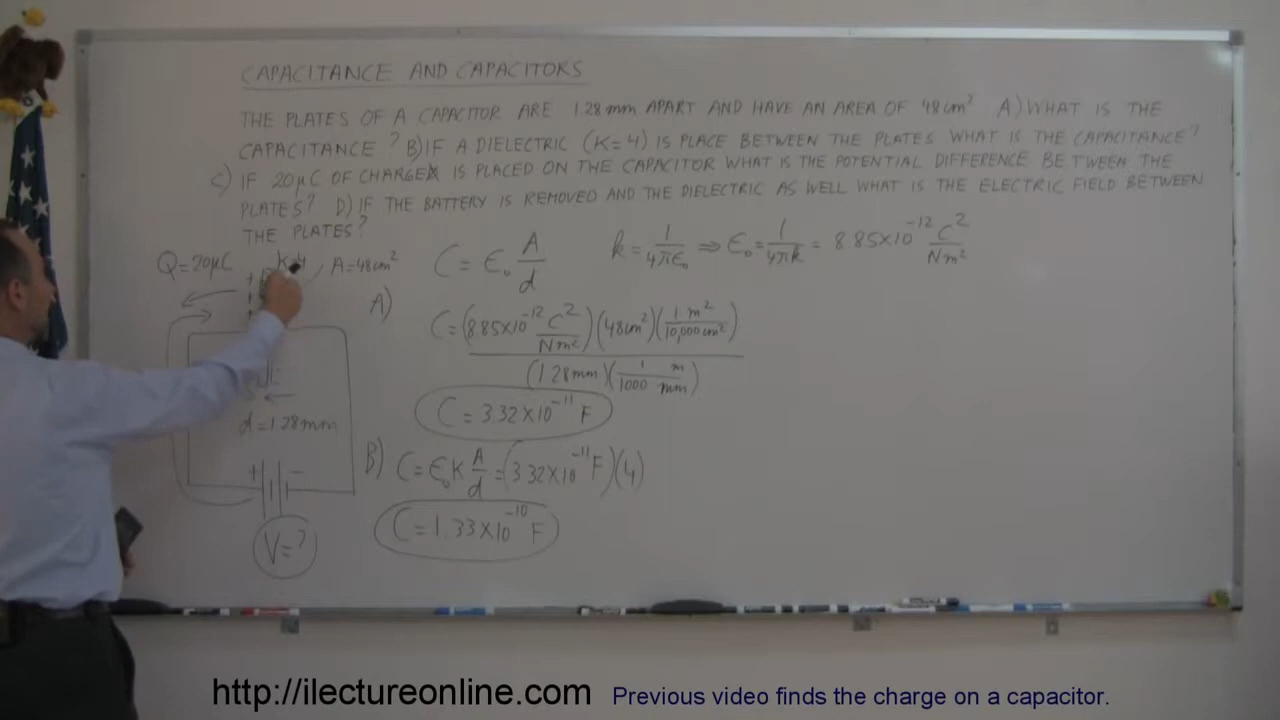 CAPACITANCE AND CAPACITORS
THE PLATES OF A CAPACITOR ARE 1.28mm APART AND HAVE AN AREA OF 48cm² A) WHAT IS THE
CAPACITANCE? B) IF A DIELECTRIC (K=4) IS PLACE BETWEEN THE PLATES WHAT IS THE CAPACITANCE?
C) IF 20μC OF CHARGE IS PLACED ON THE CAPACITOR WHAT IS THE POTENTIAL DIFFERENCE BETWEEN THE
PLATES? D) IF THE BATTERY IS REMOVED AND THE DIELECTRIC AS WELL WHAT IS THE ELECTRIC FIELD BETWEEN
THE PLATES?
Q=20μC K=4 A=48cm²
C = ε₀ A/d
k = 1/(4πε₀) ⇒ ε₀ = 1/(4πk) = 8.85×10⁻¹² C²/Nm²
A)
C = (8.85×10⁻¹² C²/Nm²)(48cm²)(1 m²/10,000 cm²)
(1.28mm)(1 m/1000 mm)
C = 3.32×10⁻¹¹ F
d = 1.28mm
B) C = ε₀ K A/d = (3.32×10⁻¹¹ F)(4)
C = 1.33×10⁻¹⁰ F
+ −
V = ?
http://ilectureonline.com Previous video finds the charge on a capacitor.